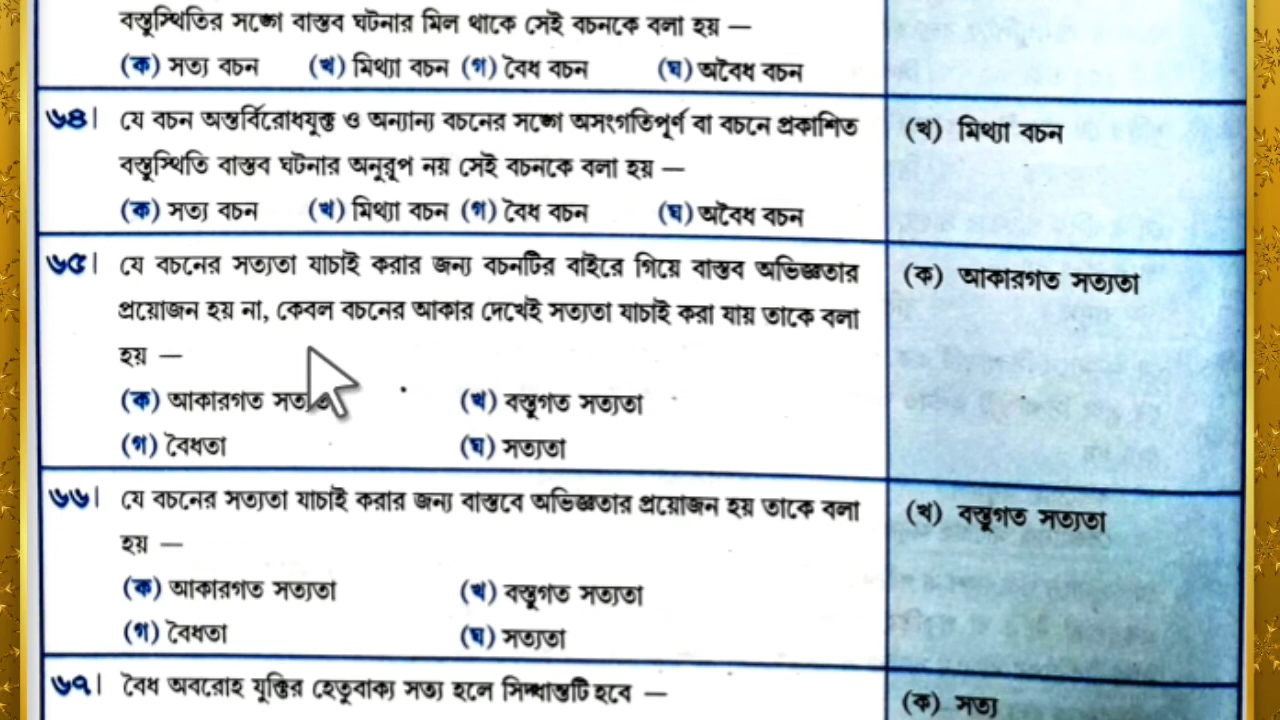 বস্তুস্থিতির সঙ্গে বাস্তব ঘটনার মিল থাকে সেই বচনকে বলা হয় —
(ক) সত্য বচন (খ) মিথ্যা বচন (গ) বৈধ বচন (ঘ) অবৈধ বচন
৬৪। যে বচন অন্তর্বিরোধযুক্ত ও অন্যান্য বচনের সঙ্গে অসংগতিপূর্ণ বা বচনে প্রকাশিত
বস্তুস্থিতি বাস্তব ঘটনার অনুরূপ নয় সেই বচনকে বলা হয় —
(ক) সত্য বচন (খ) মিথ্যা বচন (গ) বৈধ বচন (ঘ) অবৈধ বচন
(খ) মিথ্যা বচন
৬৫। যে বচনের সত্যতা যাচাই করার জন্য বচনটির বাইরে গিয়ে বাস্তব অভিজ্ঞতার
প্রয়োজন হয় না, কেবল বচনের আকার দেখেই সত্যতা যাচাই করা যায় তাকে বলা
হয় —
(ক) আকারগত সত্যতা (খ) বস্তুগত সত্যতা
(গ) বৈধতা (ঘ) সত্যতা
(ক) আকারগত সত্যতা
৬৬। যে বচনের সত্যতা যাচাই করার জন্য বাস্তবে অভিজ্ঞতার প্রয়োজন হয় তাকে বলা
হয় —
(ক) আকারগত সত্যতা (খ) বস্তুগত সত্যতা
(গ) বৈধতা (ঘ) সত্যতা
(খ) বস্তুগত সত্যতা
৬৭। বৈধ অবরোহ যুক্তির হেতুবাক্য সত্য হলে সিদ্ধান্তটি হবে —
(ক) সত্য